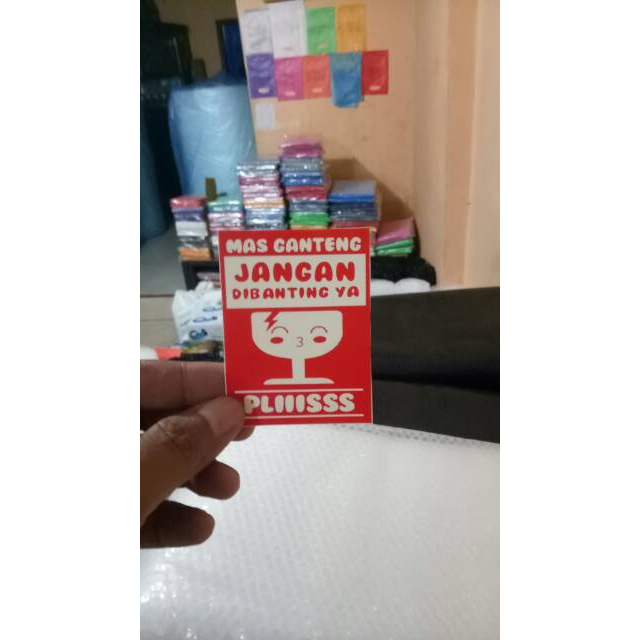 MAS GANTENG
JANGAN
DIBANTING YA
PLIIISSS